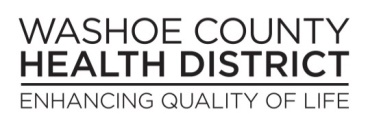 WASHOE COUNTY
HEALTH DISTRICT
ENHANCING QUALITY OF LIFE